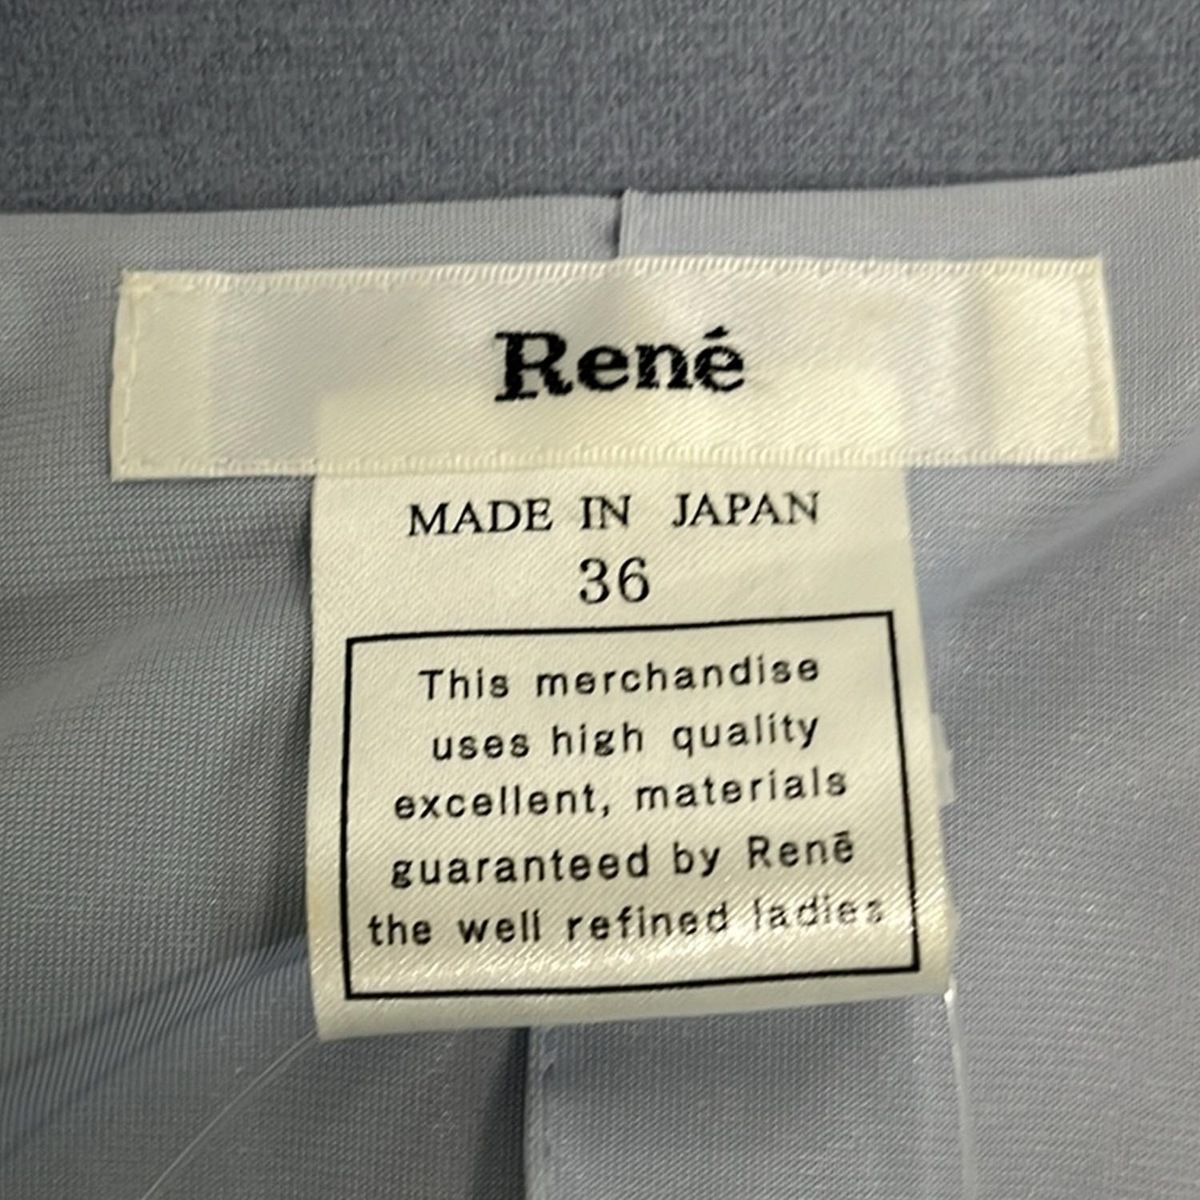 René
MADE IN JAPAN
36
This merchandise
uses high quality
excellent, materials
guaranteed by Renē
the well refined ladies